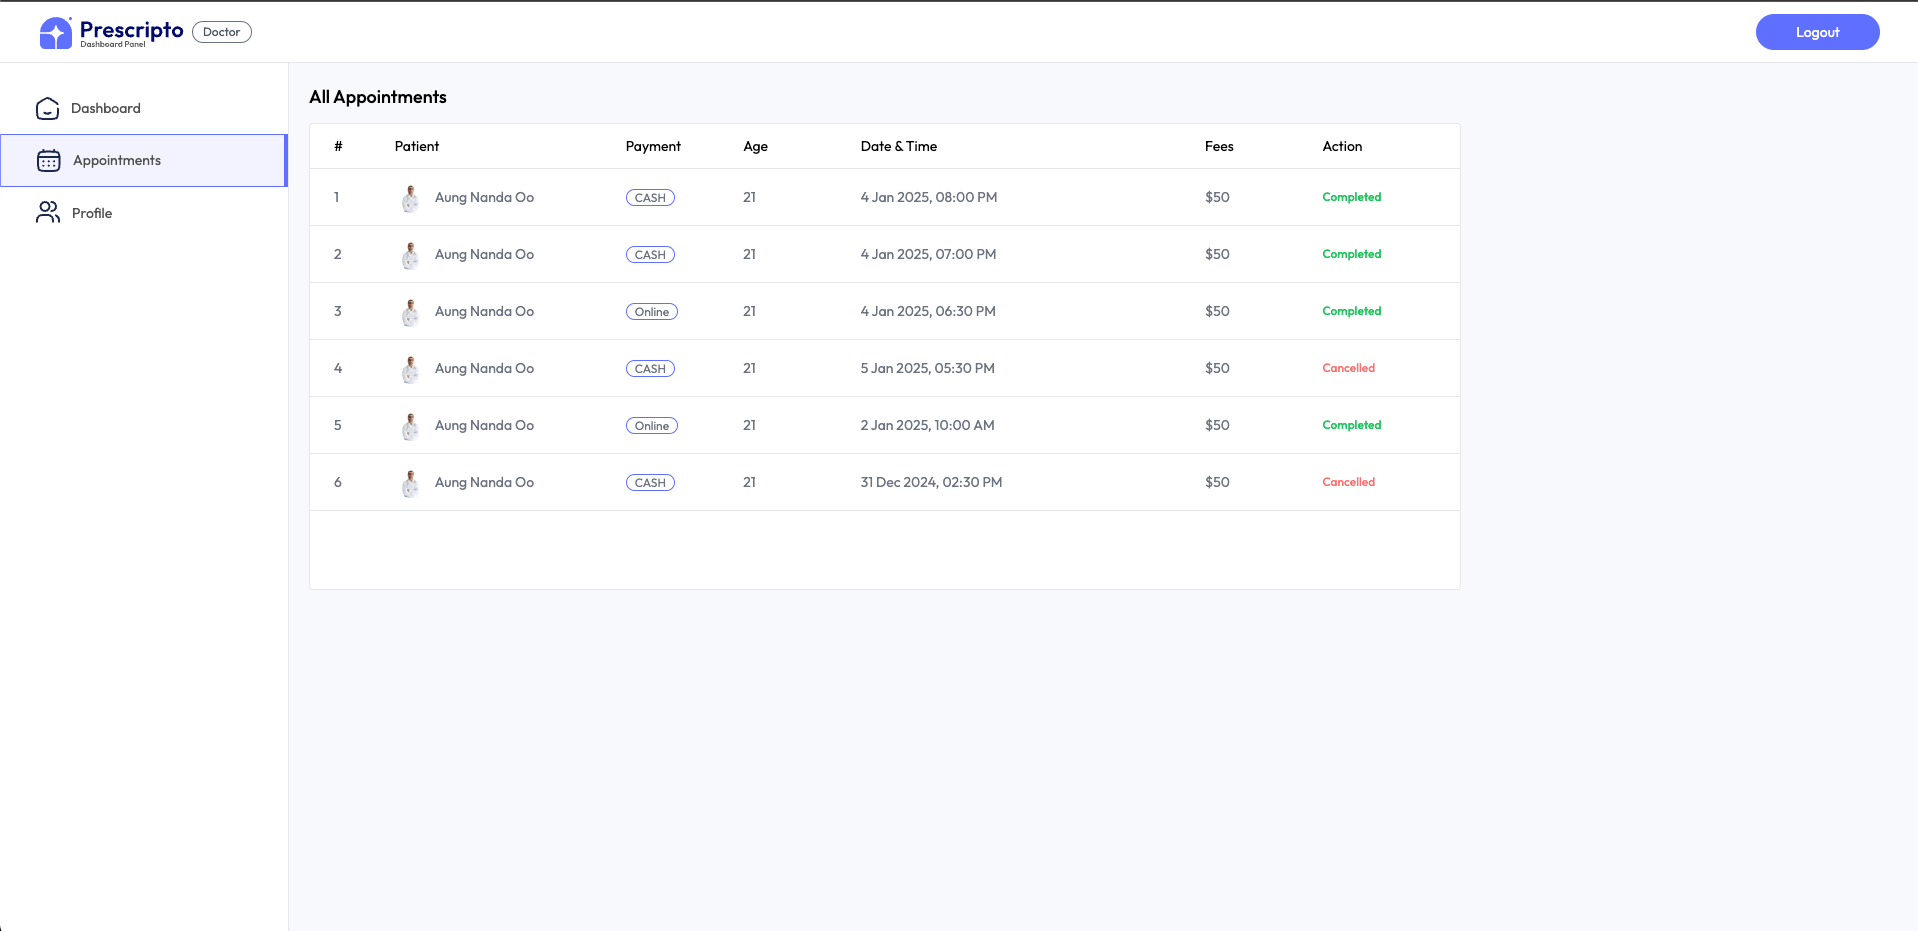 Prescripto
Dashboard Panel
Doctor
Logout
Dashboard
Appointments
Profile
All Appointments
# Patient Payment Age Date & Time Fees Action
1 Aung Nanda Oo CASH 21 4 Jan 2025, 08:00 PM $50 Completed
2 Aung Nanda Oo CASH 21 4 Jan 2025, 07:00 PM $50 Completed
3 Aung Nanda Oo Online 21 4 Jan 2025, 06:30 PM $50 Completed
4 Aung Nanda Oo CASH 21 5 Jan 2025, 05:30 PM $50 Cancelled
5 Aung Nanda Oo Online 21 2 Jan 2025, 10:00 AM $50 Completed
6 Aung Nanda Oo CASH 21 31 Dec 2024, 02:30 PM $50 Cancelled